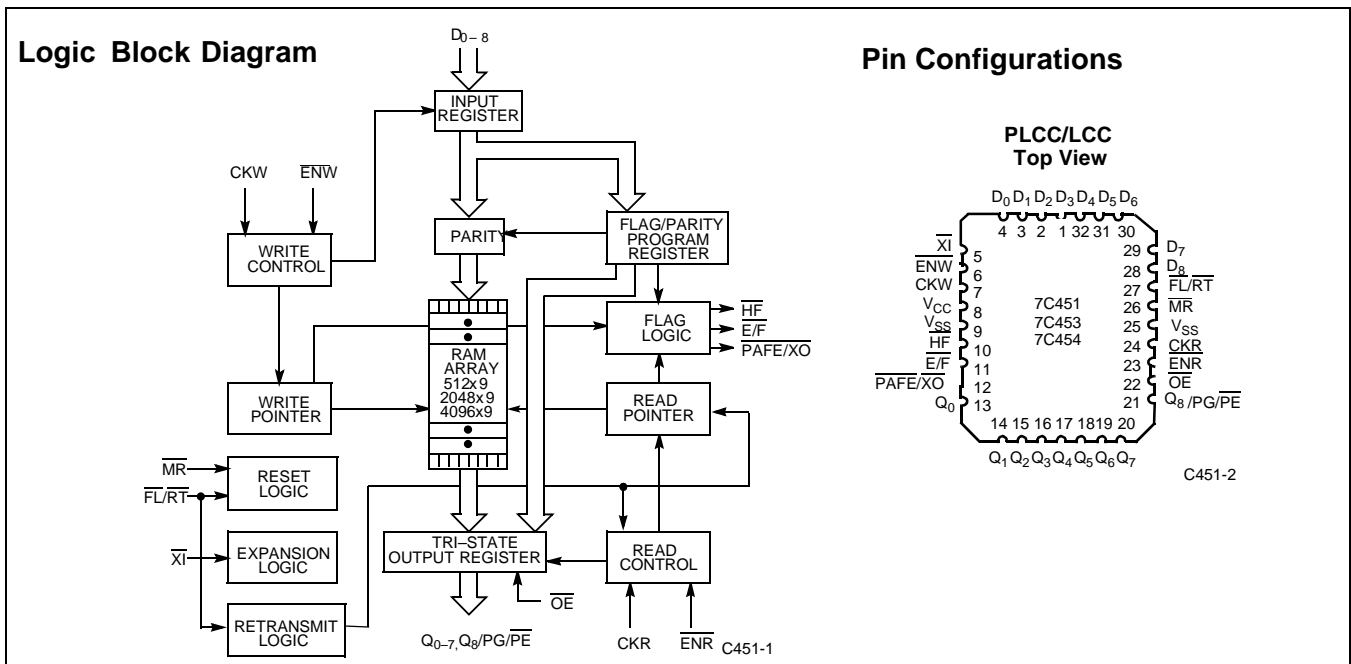 Logic Block Diagram
D0–8
INPUT
REGISTER
CKW
ENW
WRITE
CONTROL
PARITY
FLAG/PARITY
PROGRAM
REGISTER
RAM
ARRAY
512x9
2048x9
4096x9
FLAG
LOGIC
HF
E/F
PAFE/XO
WRITE
POINTER
READ
POINTER
MR
FL/RT
RESET
LOGIC
XI
EXPANSION
LOGIC
TRI–STATE
OUTPUT REGISTER
READ
CONTROL
OE
RETRANSMIT
LOGIC
Q0–7,Q8/PG/PE
CKR
ENR
C451-1
Pin Configurations
PLCC/LCC
Top View
D0 D1 D2 D3 D4 D5 D6
4 3 2 1 32 31 30
XI 5 29 D7
ENW 6 28 D8
CKW 7 27 FL/RT
VCC 8 7C451 26 MR
VSS 9 7C453 25 VSS
HF 10 7C454 24 CKR
E/F 11 23 ENR
PAFE/XO 12 22 OE
Q0 13 21 Q8/PG/PE
14 15 16 17 18 19 20
Q1 Q2 Q3 Q4 Q5 Q6 Q7
C451-2